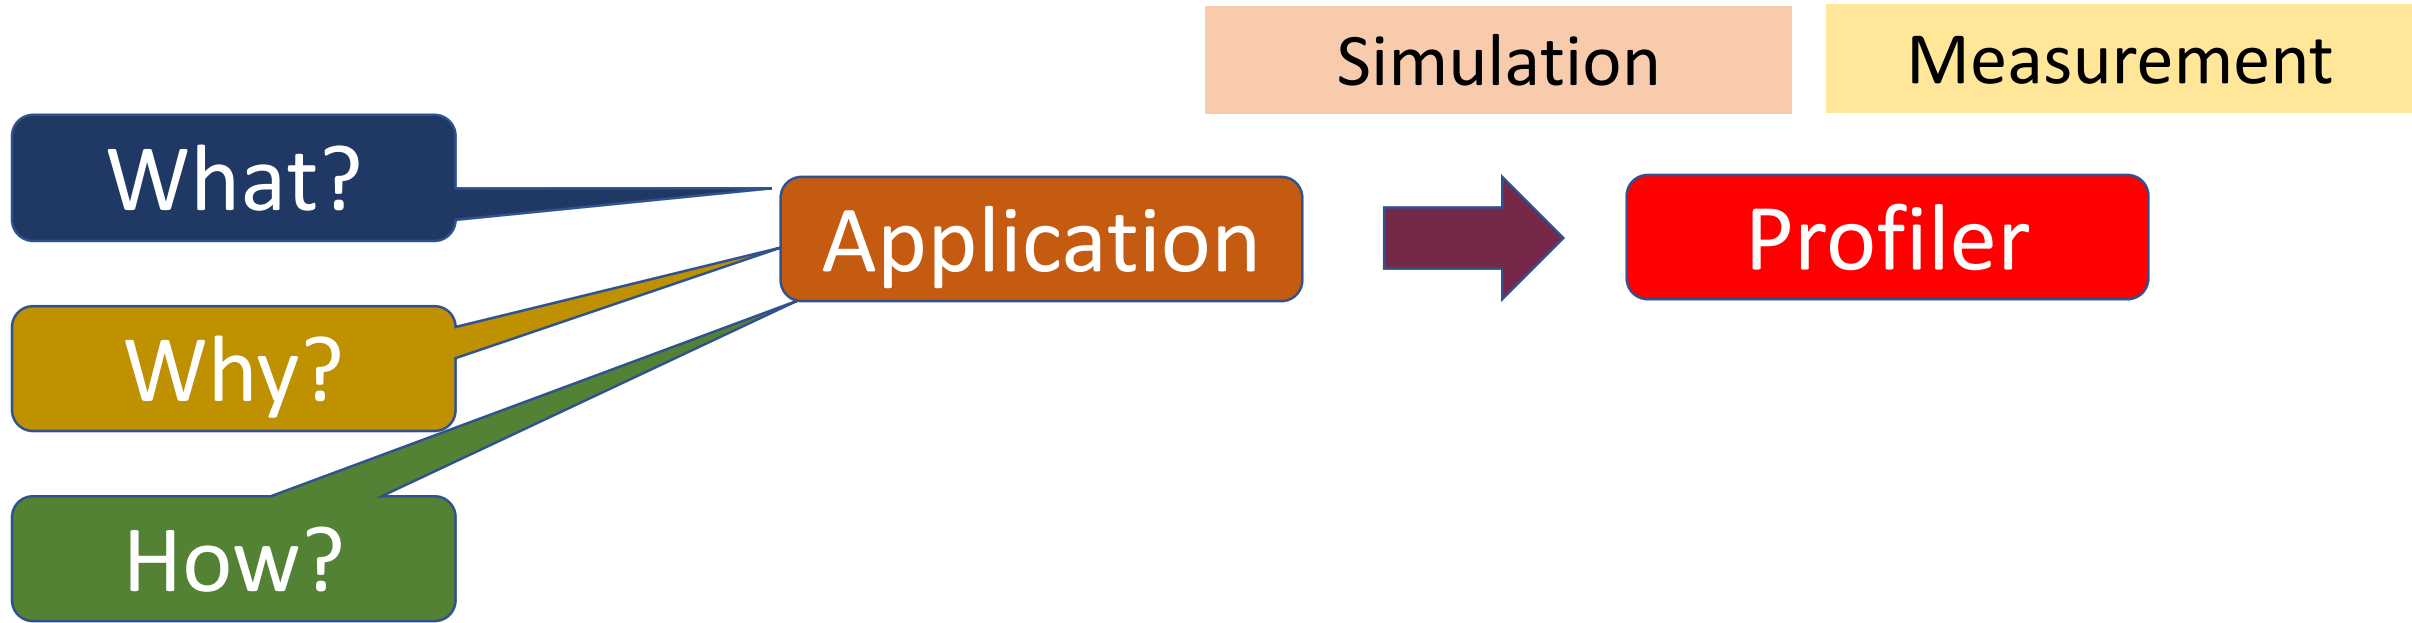 Simulation
Measurement
What?
Application
Profiler
Why?
How?